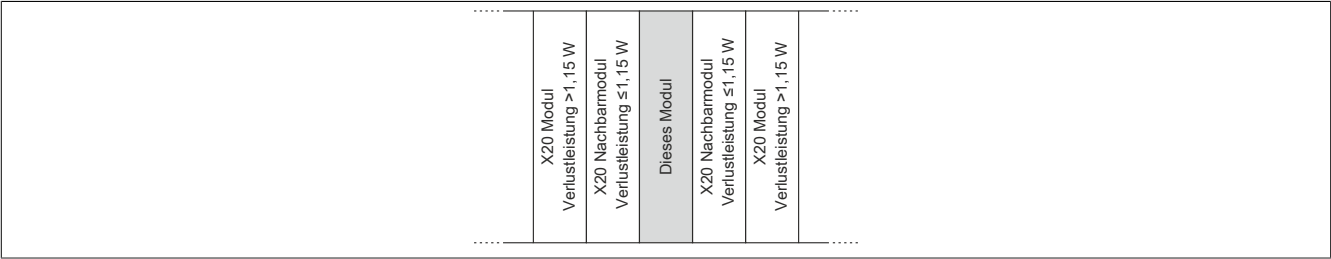 X20 Modul
Verlustleistung >1,15 W
X20 Nachbarmodul
Verlustleistung ≤1,15 W
Dieses Modul
X20 Nachbarmodul
Verlustleistung ≤1,15 W
X20 Modul
Verlustleistung >1,15 W